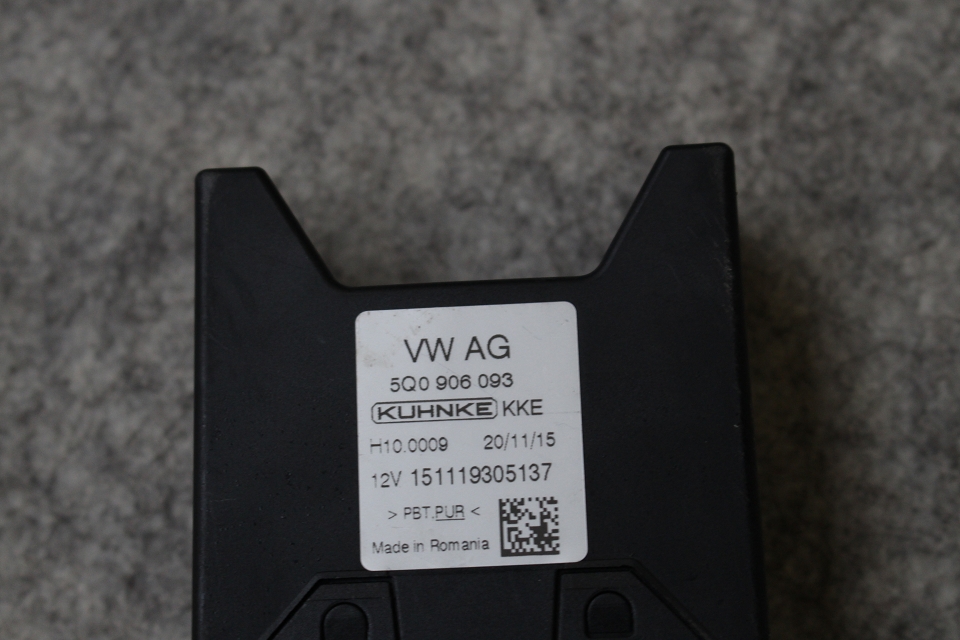 VW AG
5Q0 906 093
KUHNKE KKE
H10.0009 20/11/15
12V 151119305137
> PBT.PUR <
Made in Romania